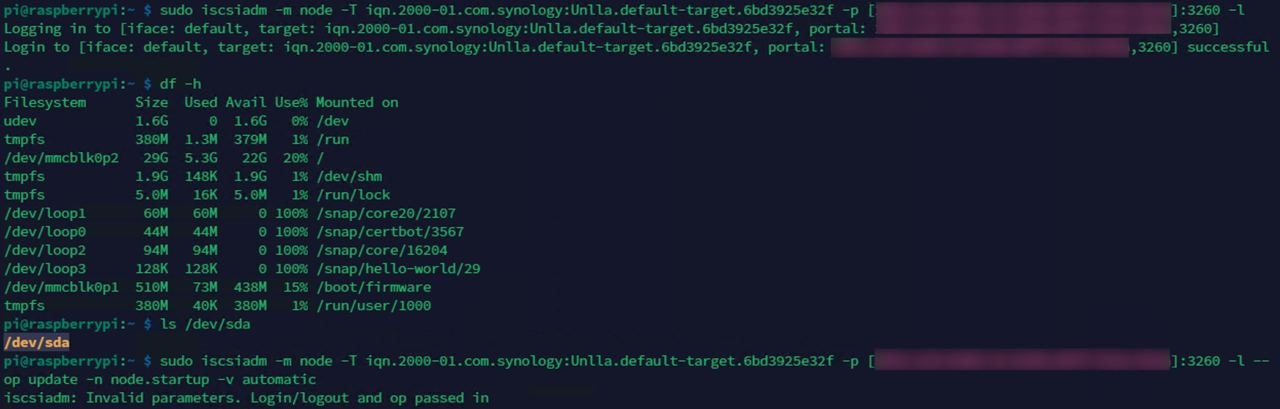 pi@raspberrypi:~ $ sudo iscsiadm -m node -T iqn.2000-01.com.synology:Unlla.default-target.6bd3925e32f -p [ ]:3260 -l
Logging in to [iface: default, target: iqn.2000-01.com.synology:Unlla.default-target.6bd3925e32f, portal: ,3260]
Login to [iface: default, target: iqn.2000-01.com.synology:Unlla.default-target.6bd3925e32f, portal: ,3260] successful
.
pi@raspberrypi:~ $ df -h
Filesystem      Size  Used Avail Use% Mounted on
udev            1.6G     0  1.6G   0% /dev
tmpfs           380M  1.3M  379M   1% /run
/dev/mmcblk0p2   29G  5.3G   22G  20% /
tmpfs           1.9G  148K  1.9G   1% /dev/shm
tmpfs           5.0M   16K  5.0M   1% /run/lock
/dev/loop1       60M   60M     0 100% /snap/core20/2107
/dev/loop0       44M   44M     0 100% /snap/certbot/3567
/dev/loop2       94M   94M     0 100% /snap/core/16204
/dev/loop3      128K  128K     0 100% /snap/hello-world/29
/dev/mmcblk0p1  510M   73M  438M  15% /boot/firmware
tmpfs           380M   40K  380M   1% /run/user/1000
pi@raspberrypi:~ $ ls /dev/sda
/dev/sda
pi@raspberrypi:~ $ sudo iscsiadm -m node -T iqn.2000-01.com.synology:Unlla.default-target.6bd3925e32f -p [ ]:3260 -l --
op update -n node.startup -v automatic
iscsiadm: Invalid parameters. Login/logout and op passed in